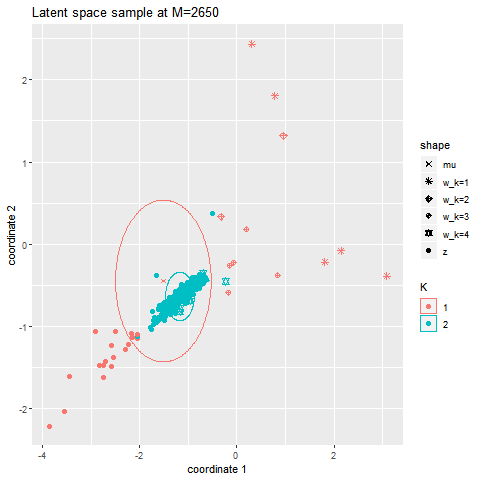 Latent space sample at M=2650
2
1
0
-1
-2
-4
-2
0
2
coordinate 1
coordinate 2
shape
mu
w_k=1
w_k=2
w_k=3
w_k=4
z
K
1
2